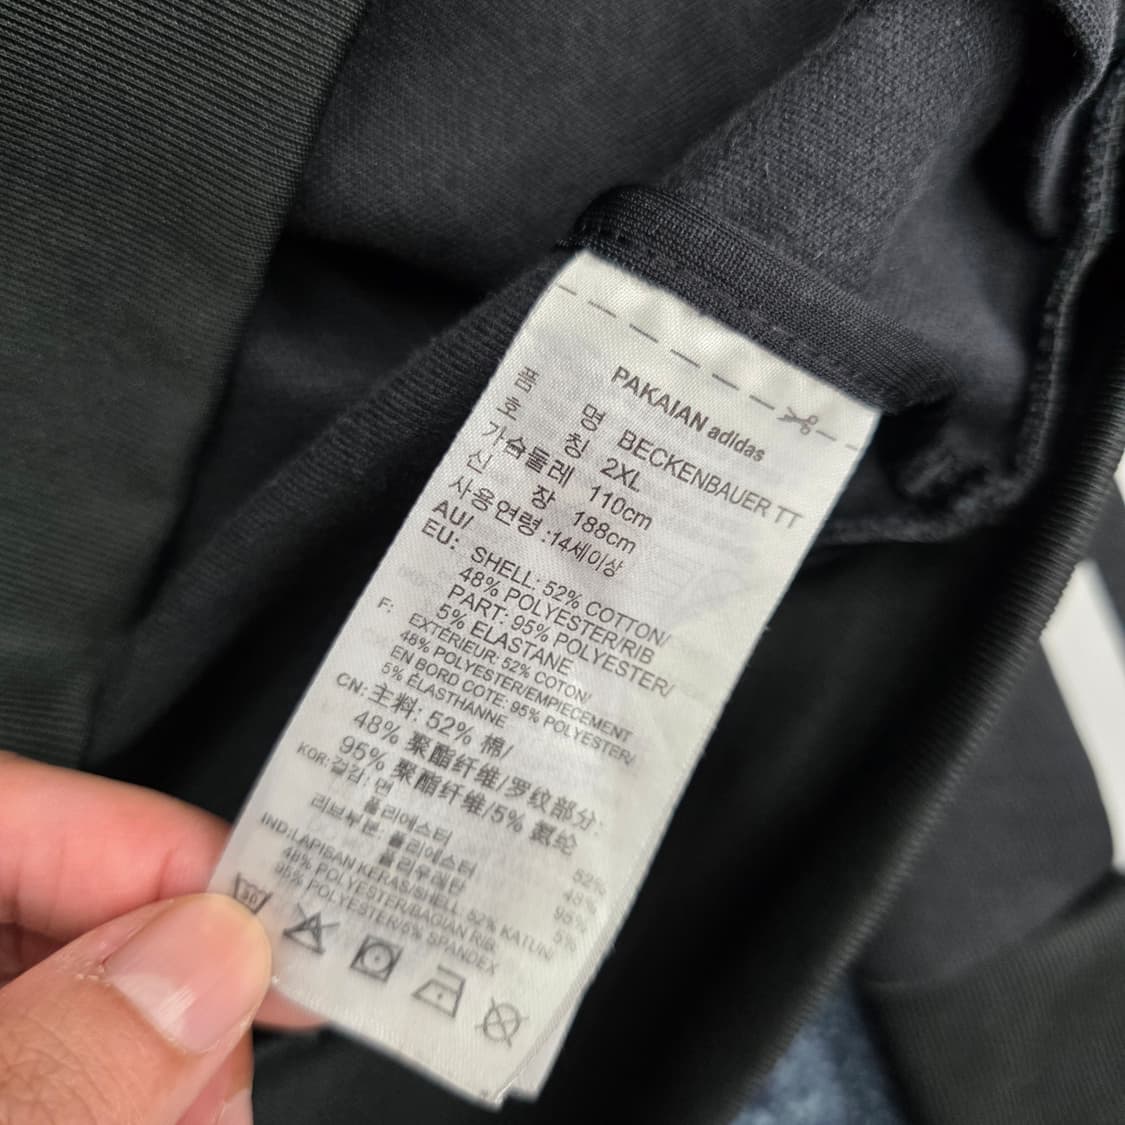 PAKAIAN adidas
품 명 BECKENBAUER TT
호 칭 2XL
가슴둘레 110cm
신 장 188cm
사용연령 :14세이상
AU/
EU: SHELL: 52% COTTON/
48% POLYESTER/RIB
PART: 95% POLYESTER/
5% ELASTANE
F: EXTÉRIEUR: 52% COTON/
48% POLYESTER/EMPIECEMENT
EN BORD COTE: 95% POLYESTER/
5% ÉLASTHANNE
CN: 主料: 52% 棉/
48% 聚酯纤维/罗纹部分:
95% 聚酯纤维/5% 氨纶
KOR: 겉감: 면 52%
폴리에스터 48%
리브부분: 폴리에스터 95%
폴리우레탄 5%
IND:LAPISAN KERAS/SHELL: 52% KATUN/
48% POLYESTER/BAGIAN RIB:
95% POLYESTER/5% SPANDEX
30